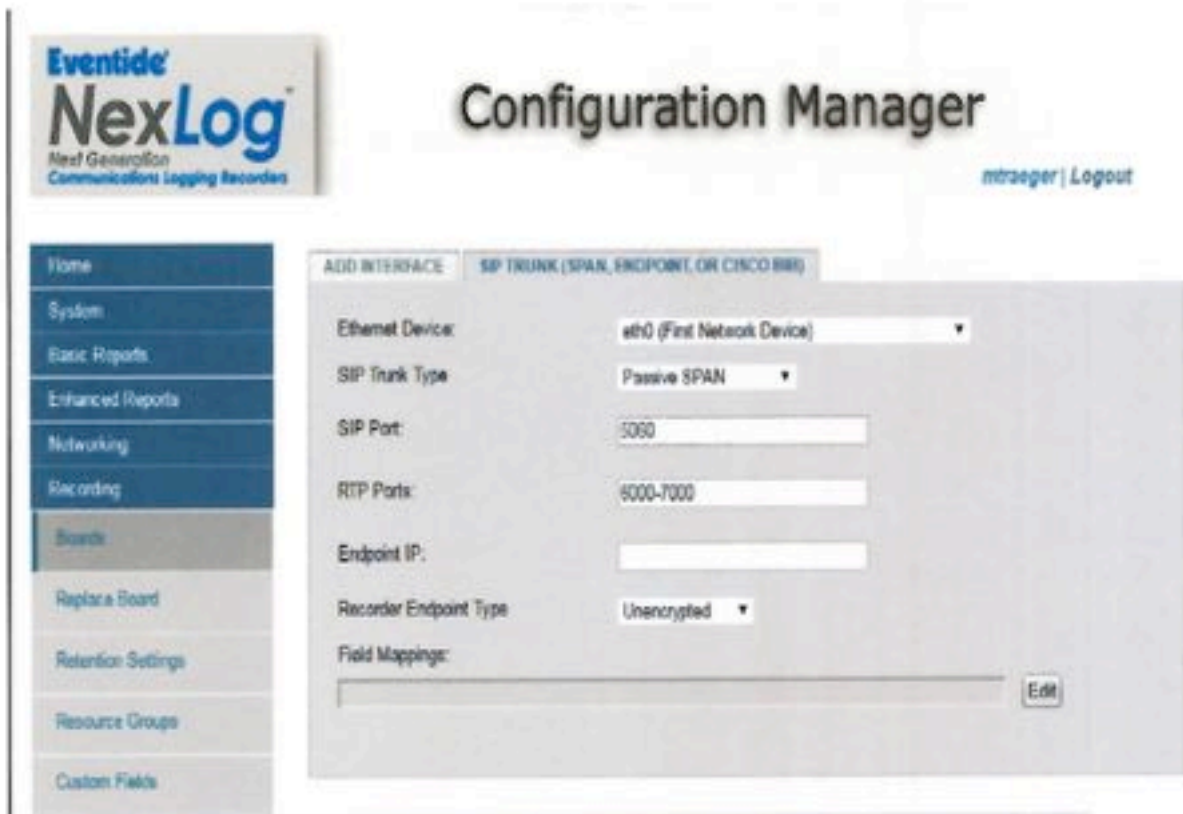 Eventide
NexLog
Next Generation
Communications Logging Recorders
Configuration Manager
mtraeger | Logout
Home
System
Basic Reports
Enhanced Reports
Networking
Recording
Boards
Replace Board
Retention Settings
Resource Groups
Custom Fields
ADD INTERFACE
SIP TRUNK (SPAN, ENDPOINT, OR CISCO BIB)
Ethernet Device:
eth0 (First Network Device)
SIP Trunk Type
Passive SPAN
SIP Port:
5060
RTP Ports:
6000-7000
Endpoint IP:
Recorder Endpoint Type
Unencrypted
Field Mappings:
Edit